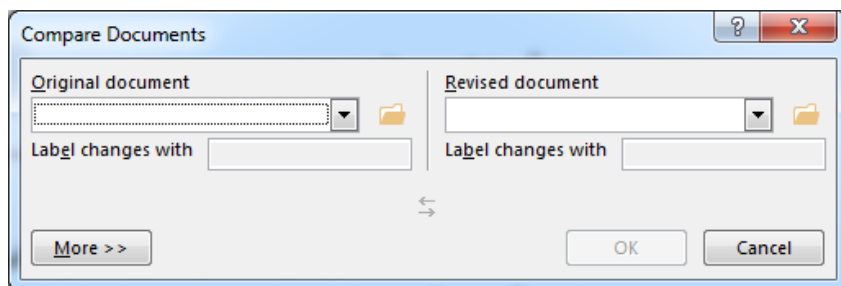 Compare Documents
?
Original document
Revised document
Label changes with
Label changes with
More >>
OK
Cancel